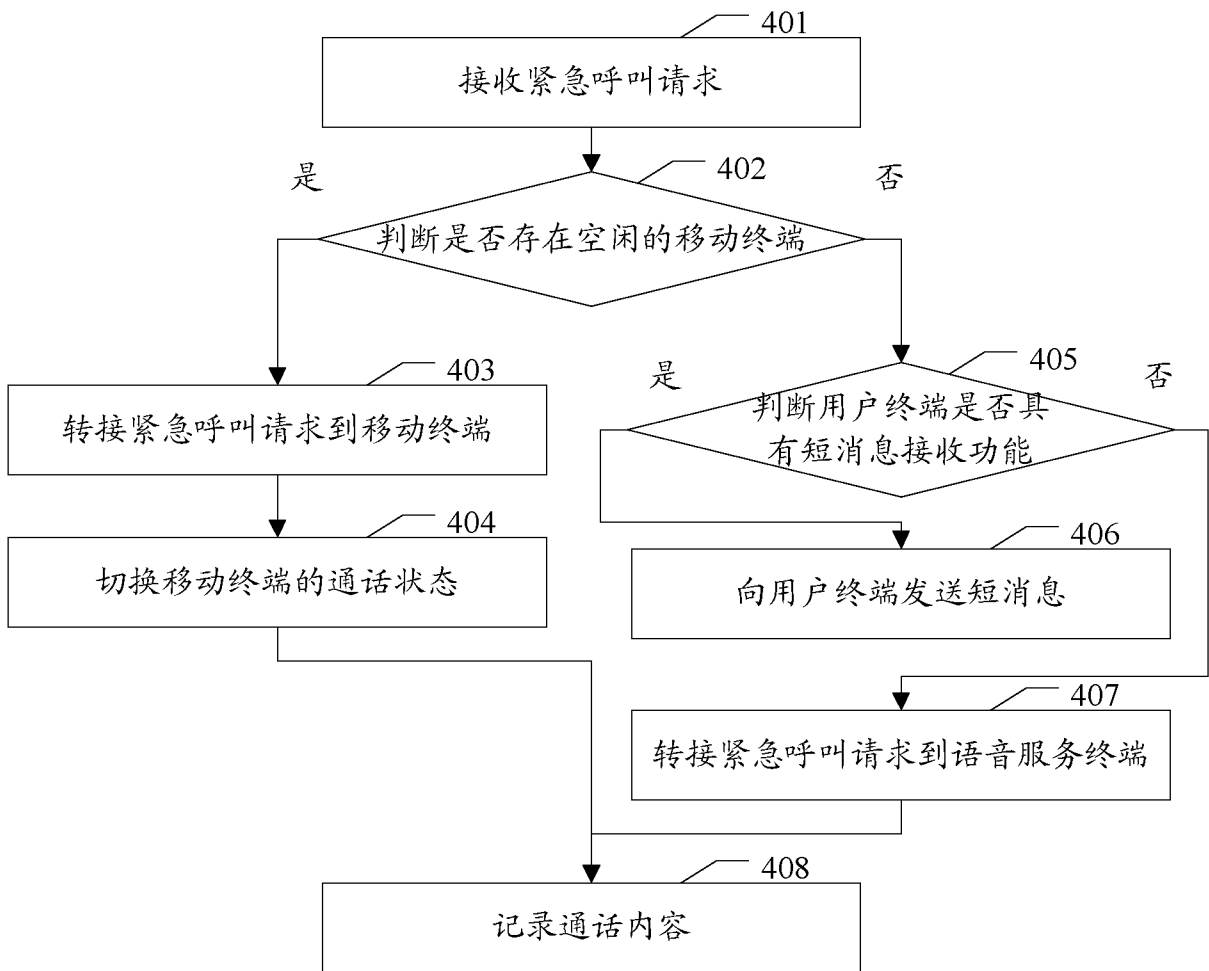 401
接收紧急呼叫请求
402
是
否
判断是否存在空闲的移动终端
403
转接紧急呼叫请求到移动终端
405
是
否
判断用户终端是否具
有短消息接收功能
404
切换移动终端的通话状态
406
向用户终端发送短消息
407
转接紧急呼叫请求到语音服务终端
408
记录通话内容